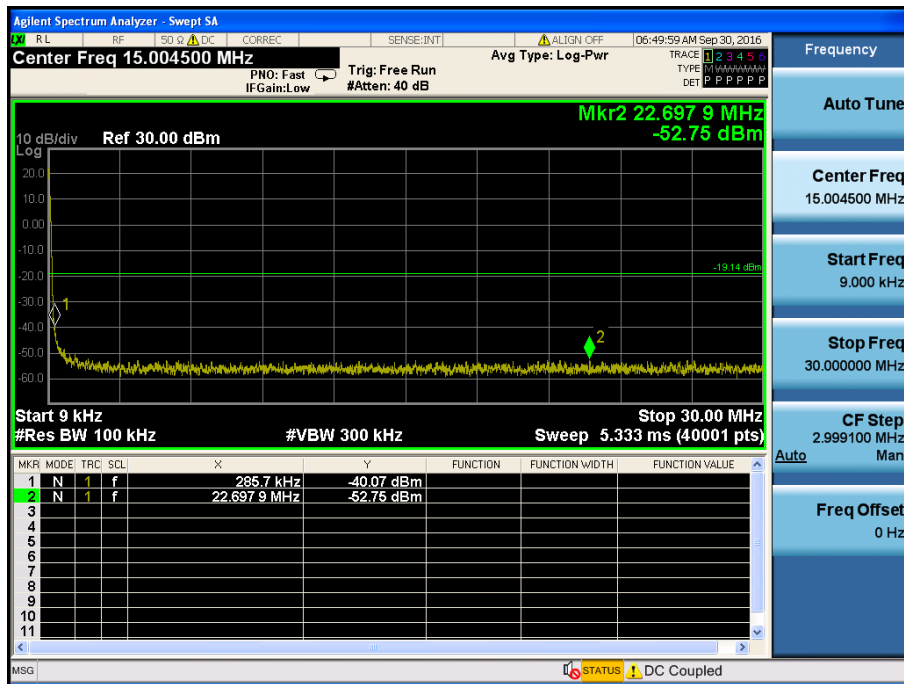 Agilent Spectrum Analyzer - Swept SA
LXI RL RF 50 Ω DC CORREC SENSE:INT ALIGN OFF 06:49:59 AM Sep 30, 2016
Center Freq 15.004500 MHz
PNO: Fast
IFGain:Low
Trig: Free Run
#Atten: 40 dB
Avg Type: Log-Pwr
TRACE 1 2 3 4 5 6
TYPE M WWWWW
DET P P P P P P
Mkr2 22.697 9 MHz
-52.75 dBm
10 dB/div Ref 30.00 dBm
Log
20.0
10.0
0.00
-10.0
-20.0
-30.0
-40.0
-50.0
-60.0
-19.14 dBm
1
2
Start 9 kHz Stop 30.00 MHz
#Res BW 100 kHz #VBW 300 kHz Sweep 5.333 ms (40001 pts)
MKR MODE TRC SCL X Y FUNCTION FUNCTION WIDTH FUNCTION VALUE
1 N 1 f 285.7 kHz -40.07 dBm
2 N 1 f 22.697 9 MHz -52.75 dBm
3
4
5
6
7
8
9
10
11
MSG STATUS DC Coupled
Frequency
Auto Tune
Center Freq
15.004500 MHz
Start Freq
9.000 kHz
Stop Freq
30.000000 MHz
CF Step
2.999100 MHz
Auto Man
Freq Offset
0 Hz